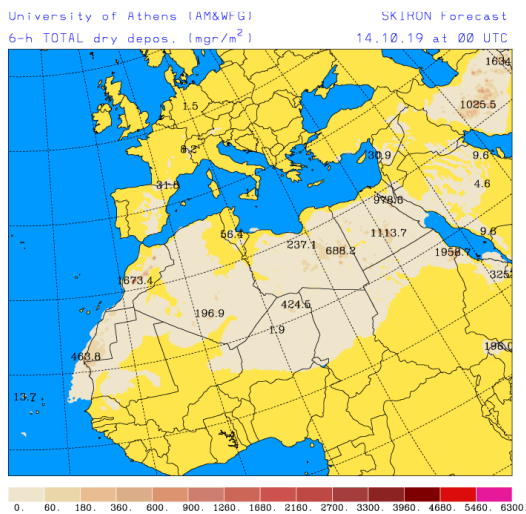 University of Athens (AM&WFG) SKIRON Forecast
6-h TOTAL dry depos. (mgr/m²) 14.10.19 at 00 UTC
1634
1.5 1025.5
8.2 30.9 9.6
31.8 4.6
1.
978.6
56.4 1113.7 9.6
237.1 688.2 1958.7
1673.4 325
424.5
196.9
1.9
463.8 196.0
13.7
0. 60. 180. 360. 600. 900. 1260. 1680. 2160. 2700. 3300. 3960. 4680. 5460. 6300